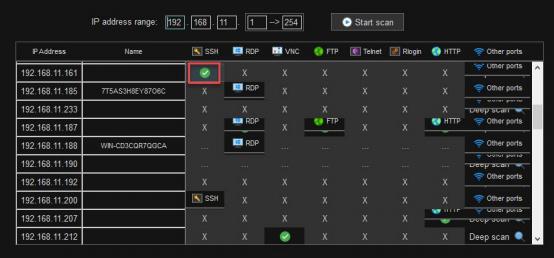 IP address range: 192 . 168 . 11 . 1 --> 254 Start scan
IP Address Name SSH RDP VNC FTP Telnet Rlogin HTTP Other ports
192.168.11.161 X X X X X X Other ports
192.168.11.185 7T5AS3H8EY87O6C X RDP X X X X X Other ports
192.168.11.233 X X X X X X Deep scan
192.168.11.187 X RDP X FTP X X HTTP Other ports
192.168.11.188 WIN-CD3CQR7QGCA ... RDP ... ... ... ... ... Other ports
192.168.11.190 ... ... ... ... ... ... ... Deep scan
192.168.11.192 X X X X X X X Other ports
192.168.11.200 SSH X X X X X X Other ports
192.168.11.207 X X X X X X HTTP Other ports
192.168.11.212 X X X X X X Deep scan